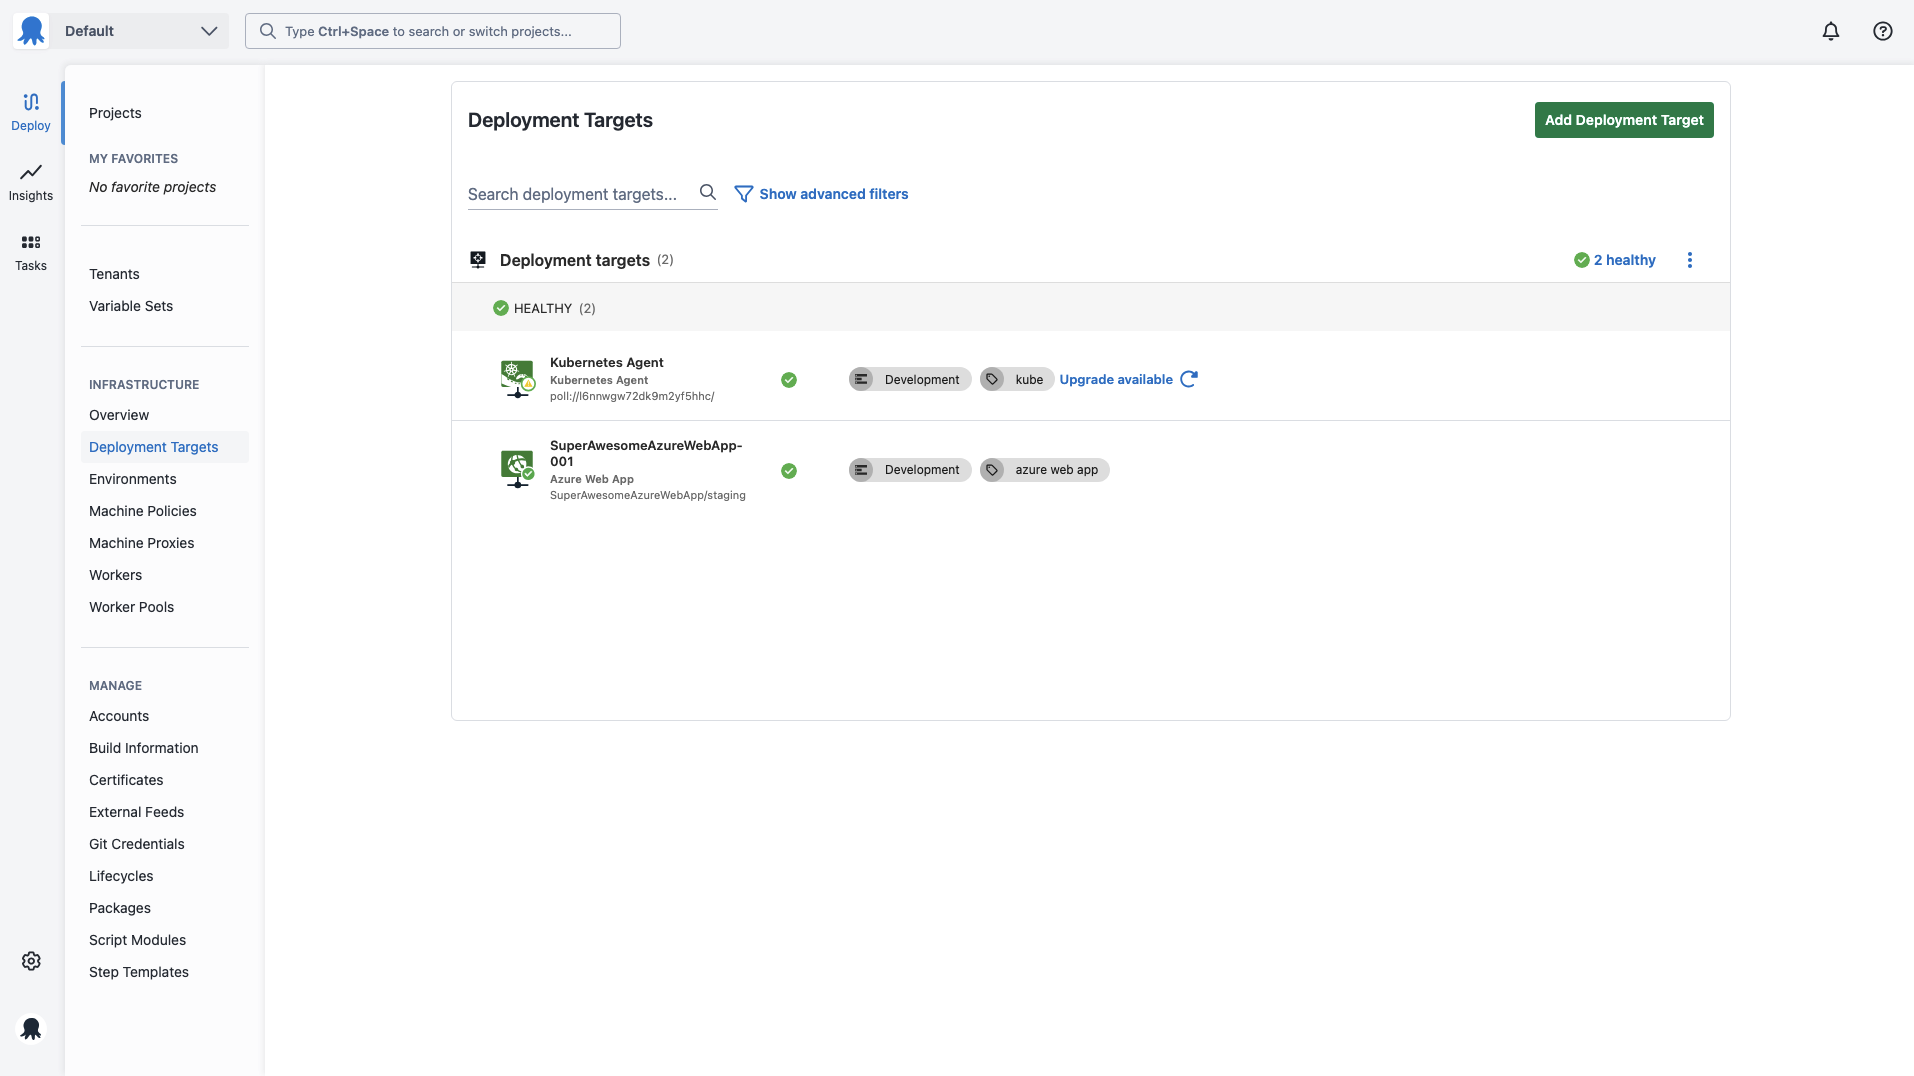 Default
Type Ctrl+Space to search or switch projects...
Deploy
Insights
Tasks
Projects
MY FAVORITES
No favorite projects
Tenants
Variable Sets
INFRASTRUCTURE
Overview
Deployment Targets
Environments
Machine Policies
Machine Proxies
Workers
Worker Pools
MANAGE
Accounts
Build Information
Certificates
External Feeds
Git Credentials
Lifecycles
Packages
Script Modules
Step Templates
Deployment Targets
Add Deployment Target
Search deployment targets...
Show advanced filters
Deployment targets (2)
2 healthy
HEALTHY (2)
Kubernetes Agent
Kubernetes Agent
poll://l6nnwgw72dk9m2yf5hhc/
Development
kube
Upgrade available
SuperAwesomeAzureWebApp-
001
Azure Web App
SuperAwesomeAzureWebApp/staging
Development
azure web app